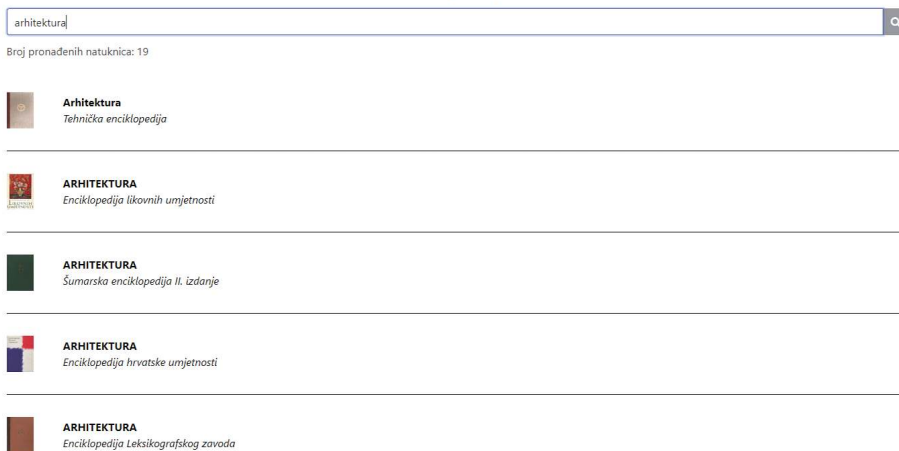 arhitektura
Broj pronađenih natuknica: 19
Arhitektura
Tehnička enciklopedija
ARHITEKTURA
Enciklopedija likovnih umjetnosti
ARHITEKTURA
Šumarska enciklopedija II. izdanje
ARHITEKTURA
Enciklopedija hrvatske umjetnosti
ARHITEKTURA
Enciklopedija Leksikografskog zavoda